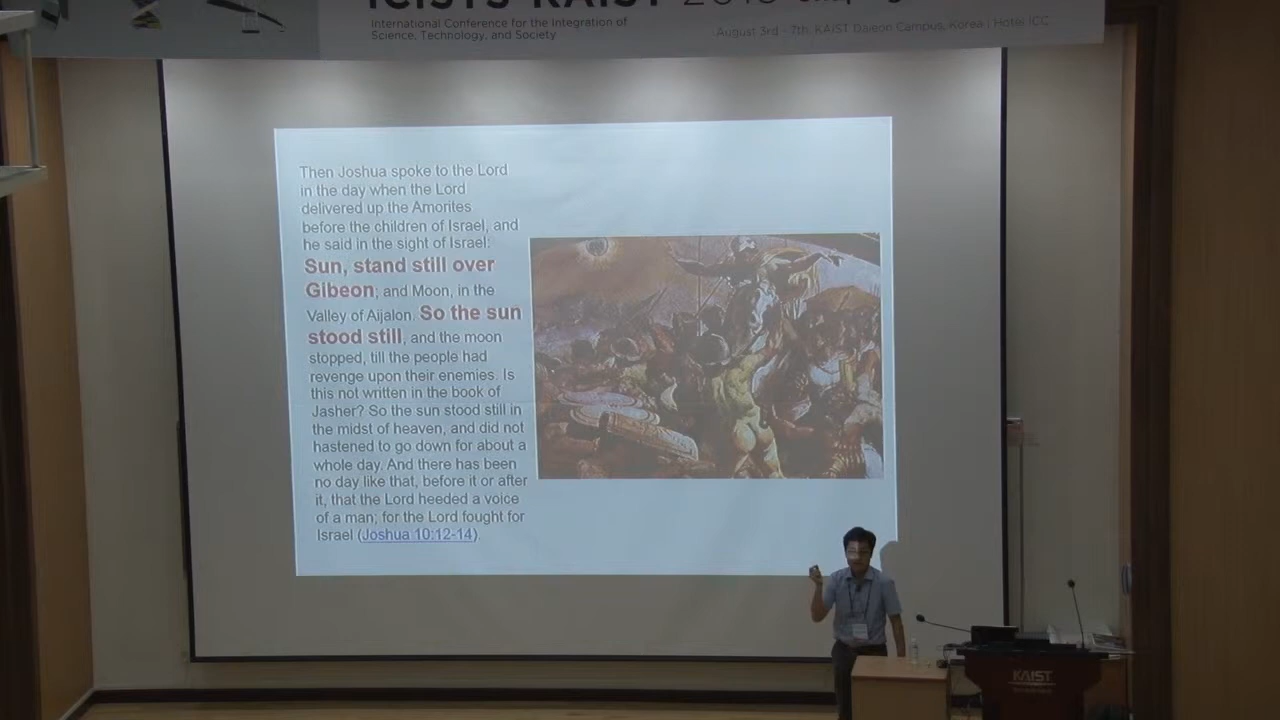 ICISTS-KAIST
International Conference for the Integration of
Science, Technology, and Society
August 3rd - 7th, KAIST Daejeon Campus, Korea | Hotel ICC
Then Joshua spoke to the Lord
in the day when the Lord
delivered up the Amorites
before the children of Israel, and
he said in the sight of Israel:
Sun, stand still over
Gibeon; and Moon, in the
Valley of Aijalon. So the sun
stood still, and the moon
stopped, till the people had
revenge upon their enemies. Is
this not written in the book of
Jasher? So the sun stood still in
the midst of heaven, and did not
hastened to go down for about a
whole day. And there has been
no day like that, before it or after
it, that the Lord heeded a voice
of a man; for the Lord fought for
Israel (Joshua 10:12-14).
KAIST